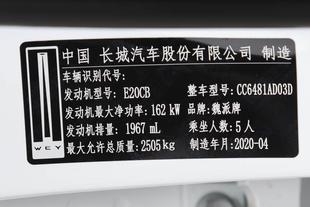 中国 长城汽车股份有限公司 制造
车辆识别代号:
发动机型号: E20CB 整车型号: CC6481AD03D
发动机最大净功率: 162 kW 品牌: 魏派牌
发动机排量: 1967 mL 乘坐人数: 5 人
最大允许总质量: 2505kg 制造年月: 2020-04
WEY